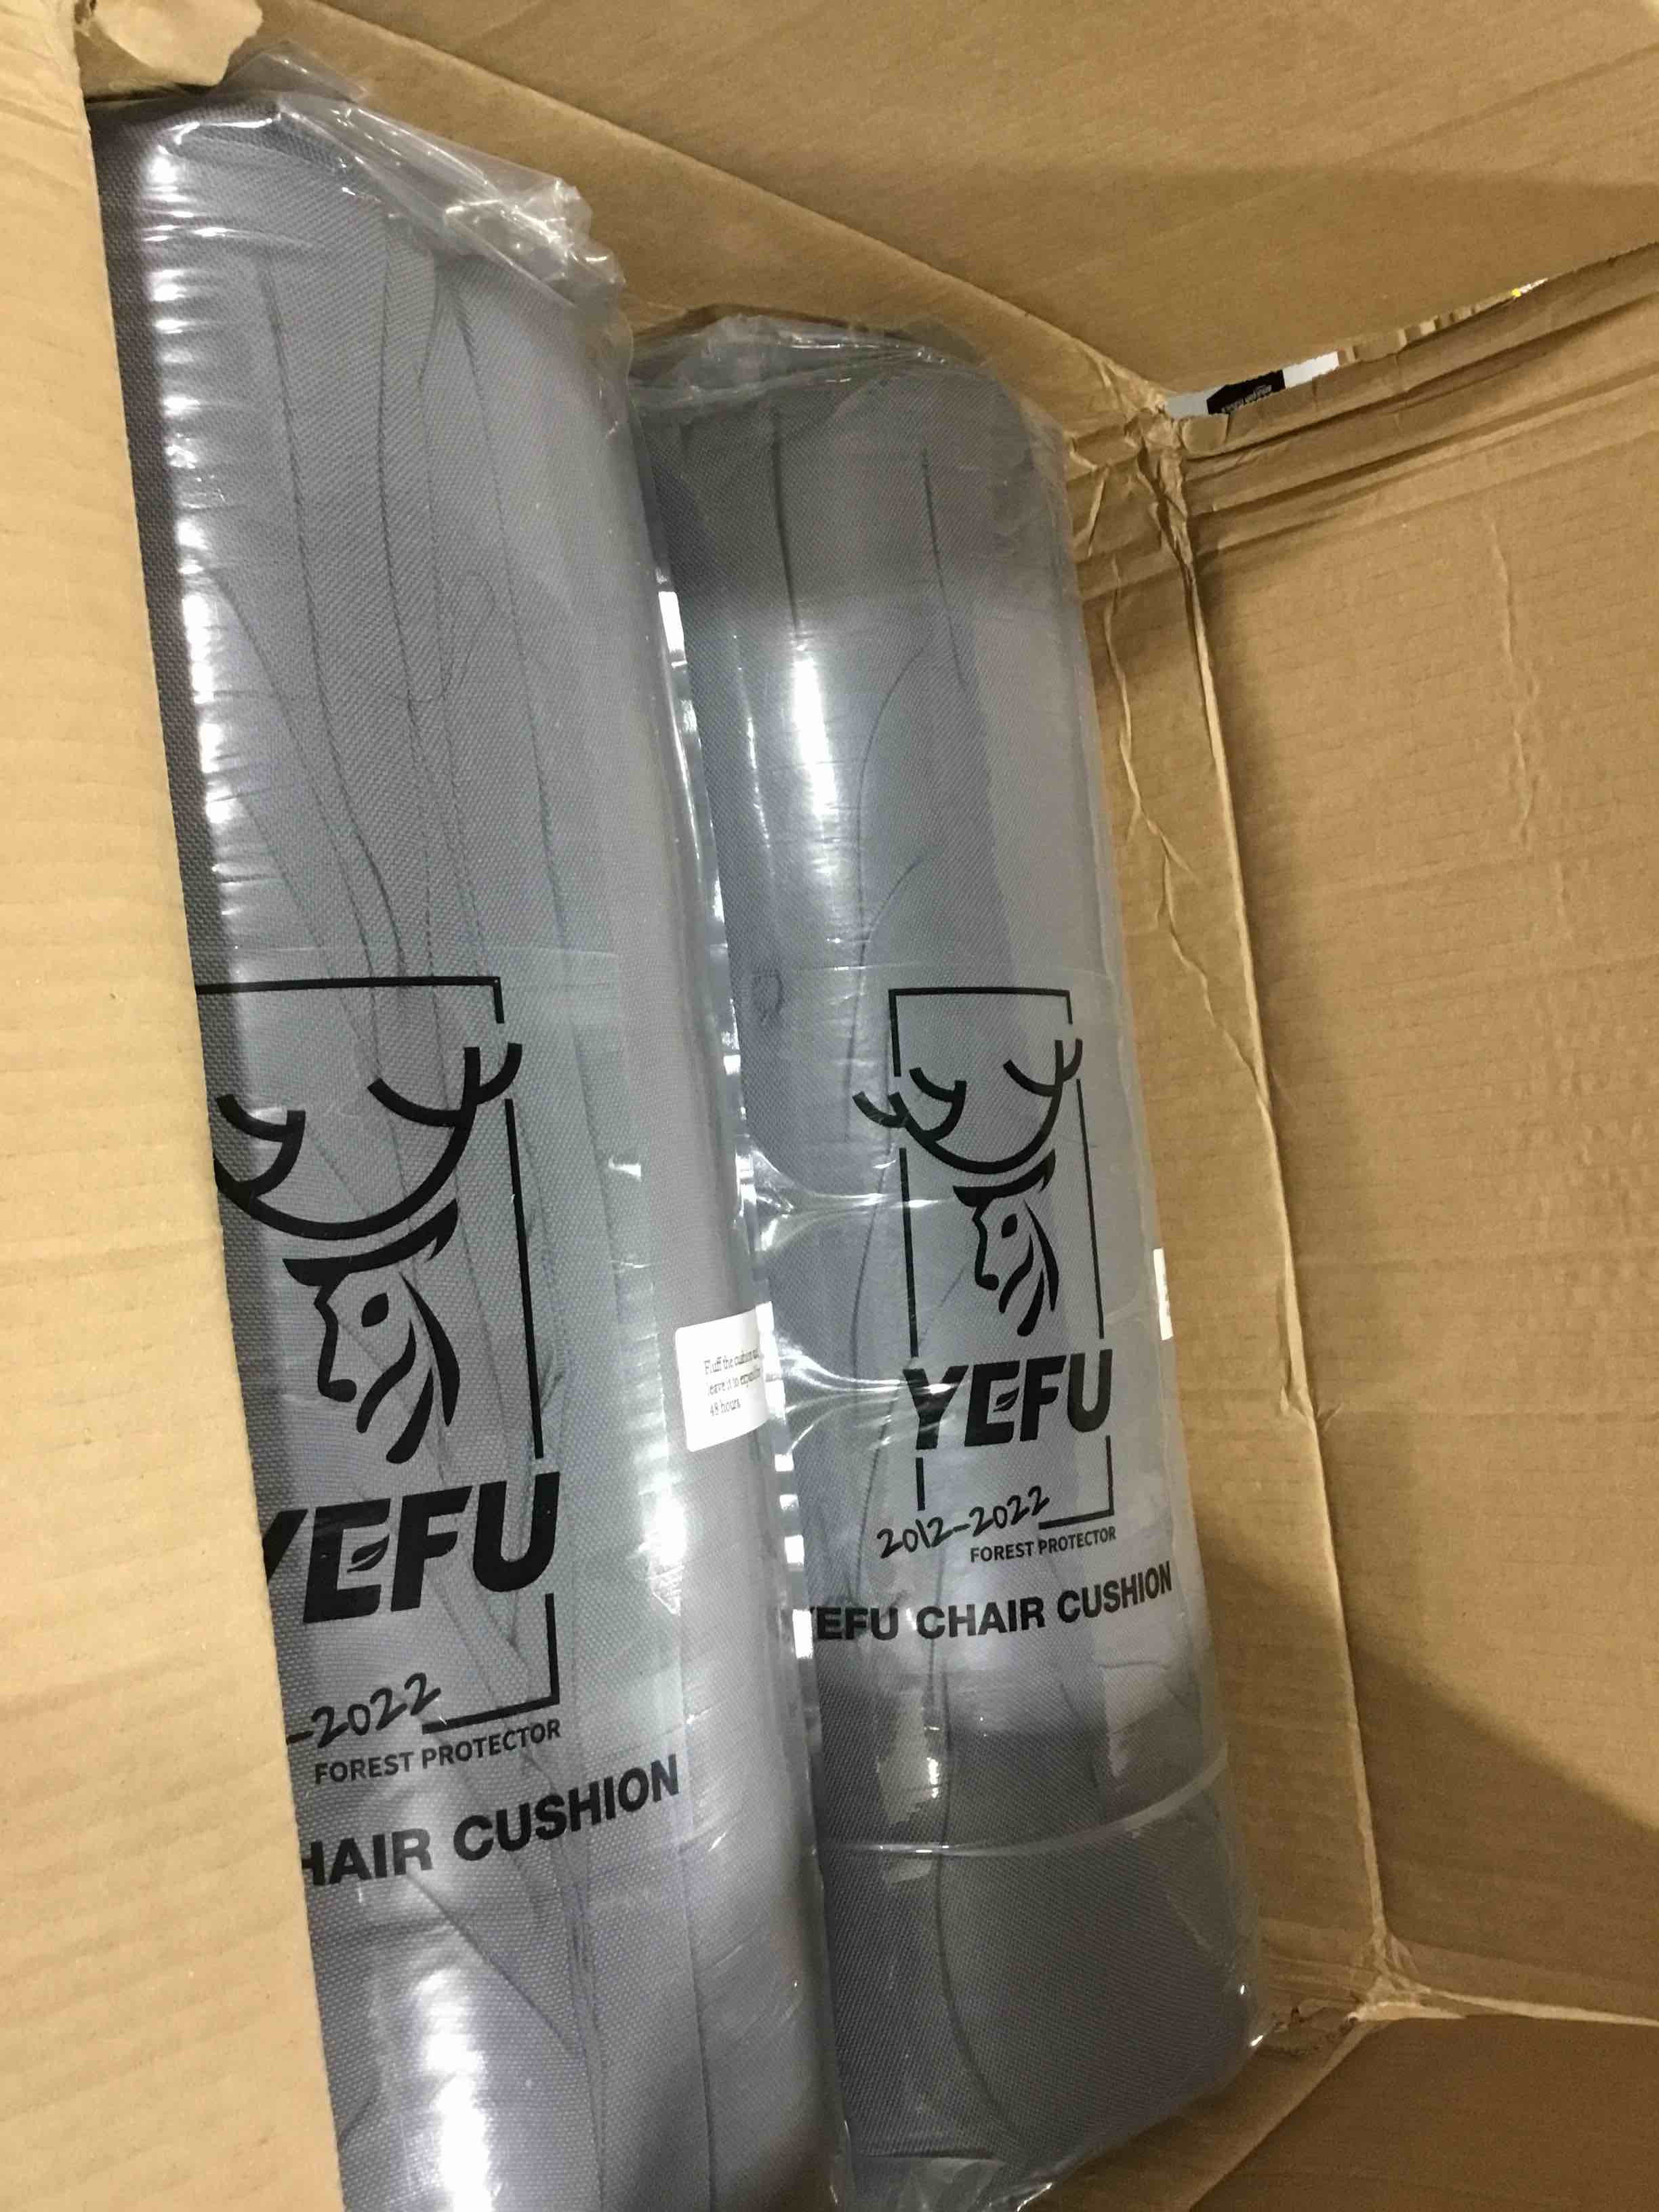 YEFU
-2022
FOREST PROTECTOR
HAIR CUSHION
Fluff the cushion
leave it to expand
48 hours
YEFU
2012-2022
FOREST PROTECTOR
YEFU CHAIR CUSHION